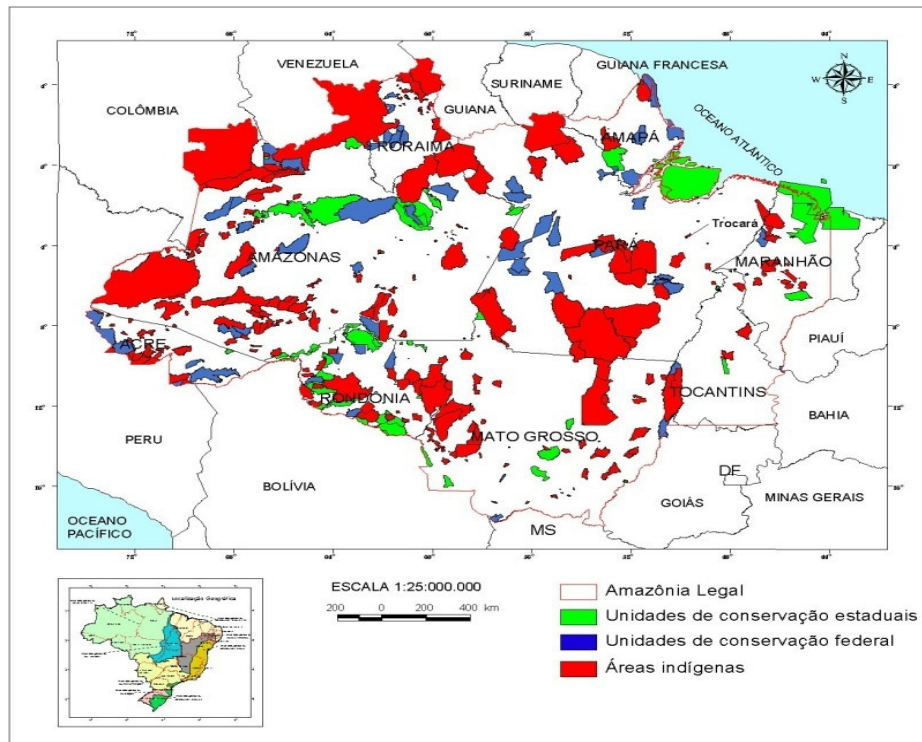 VENEZUELA
GUIANA FRANCESA
SURINAME
COLÔMBIA
GUIANA
OCEANO ATLÂNTICO
RORAIMA
AMAPÁ
Trocará
PARÁ
AMAZONAS
MARANHÃO
PIAUÍ
ACRE
RONDÔNIA
TOCANTINS
BAHIA
PERU
MATO GROSSO
DF
BOLÍVIA
GOIÁS
MINAS GERAIS
OCEANO
PACÍFICO
MS
N
W
E
S
Localização Geográfica
ESCALA 1:25:000.000
200 0 200 400 km
Amazônia Legal
Unidades de conservação estaduais
Unidades de conservação federal
Áreas indígenas